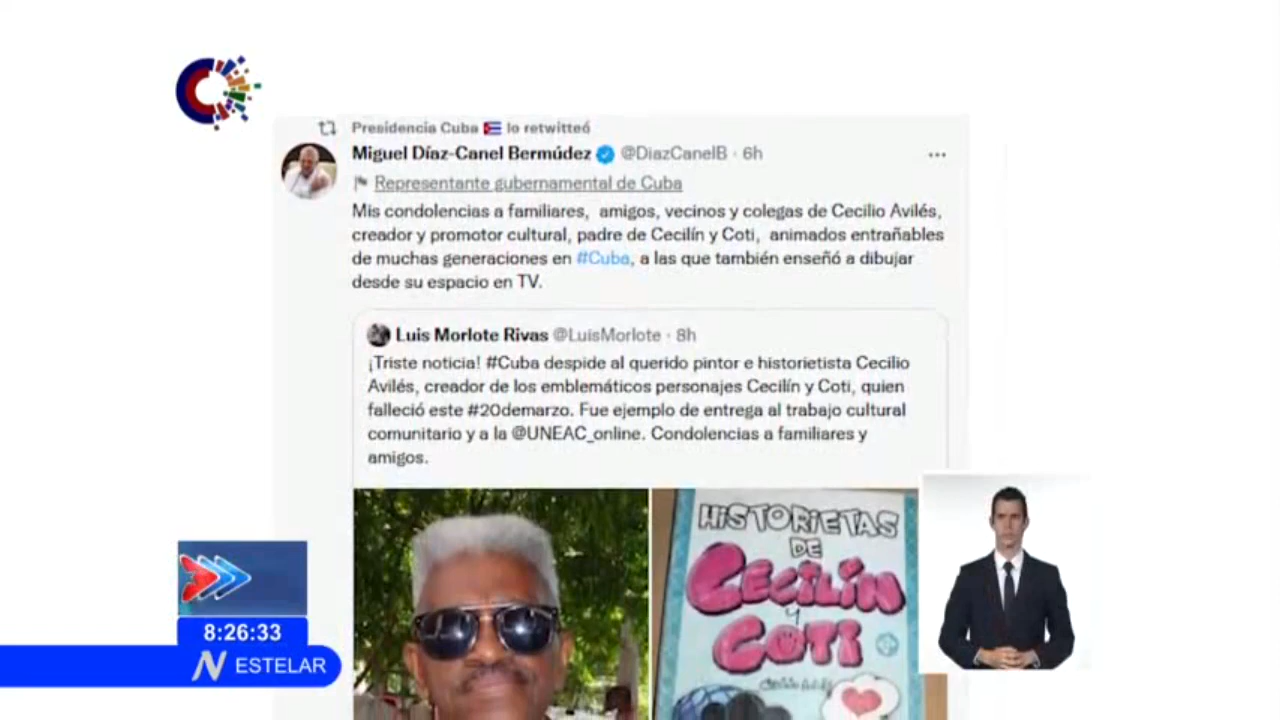 Presidencia Cuba lo retwitteó
Miguel Díaz-Canel Bermúdez @DiazCanelB · 6h
Representante gubernamental de Cuba
Mis condolencias a familiares, amigos, vecinos y colegas de Cecilio Avilés,
creador y promotor cultural, padre de Cecilín y Coti, animados entrañables
de muchas generaciones en #Cuba, a las que también enseñó a dibujar
desde su espacio en TV.
Luis Morlote Rivas @LuisMorlote · 8h
¡Triste noticia! #Cuba despide al querido pintor e historietista Cecilio
Avilés, creador de los emblemáticos personajes Cecilín y Coti, quien
falleció este #20demarzo. Fue ejemplo de entrega al trabajo cultural
comunitario y a la @UNEAC_online. Condolencias a familiares y
amigos.
HISTORIETAS
DE
CECILÍN
y
COTI
8:26:33
N ESTELAR